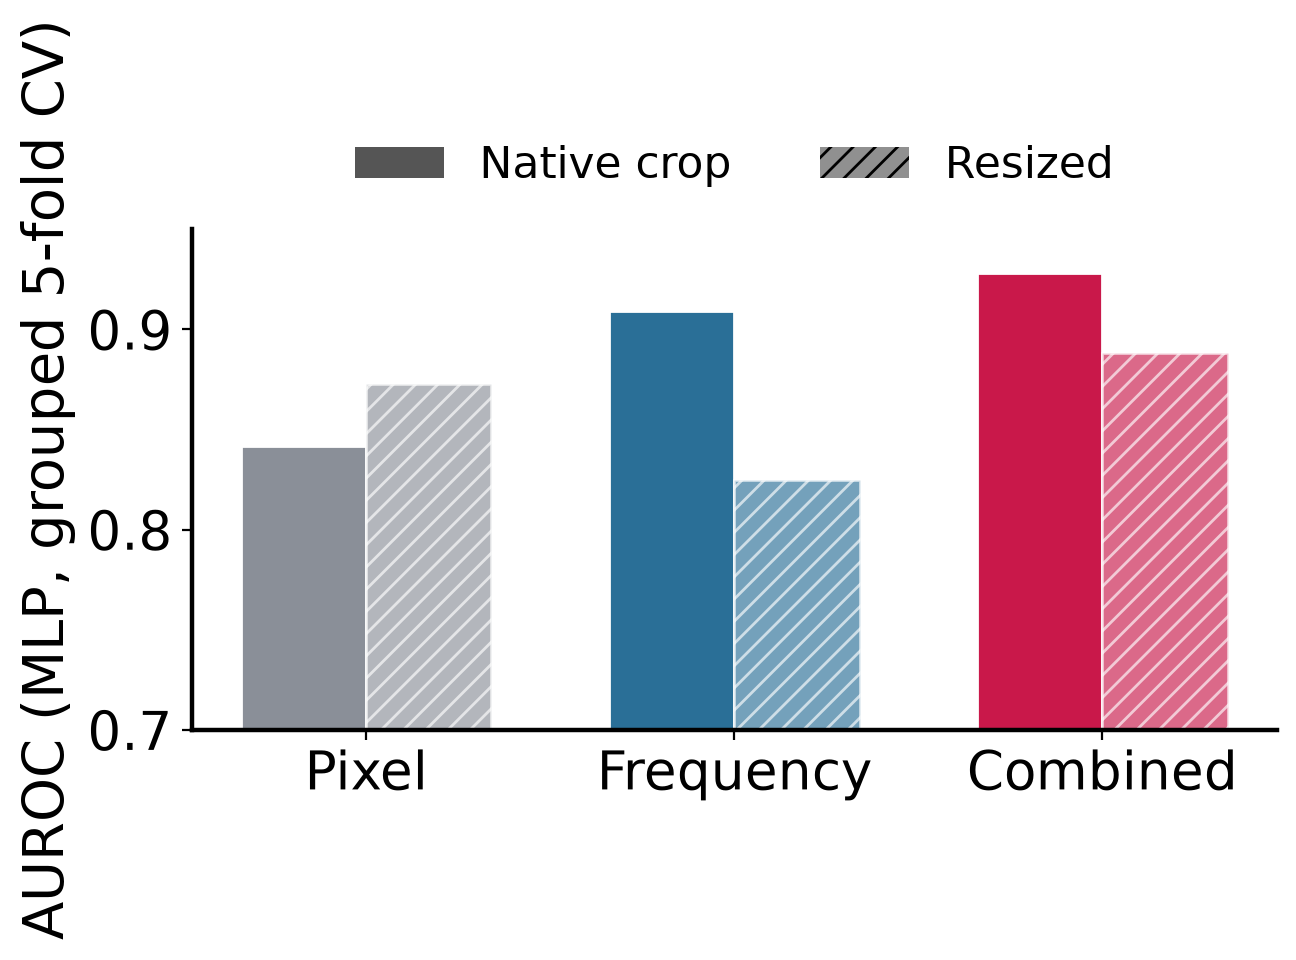 AUROC (MLP, grouped 5-fold CV)
Native crop
Resized
0.9
0.8
0.7
Pixel
Frequency
Combined